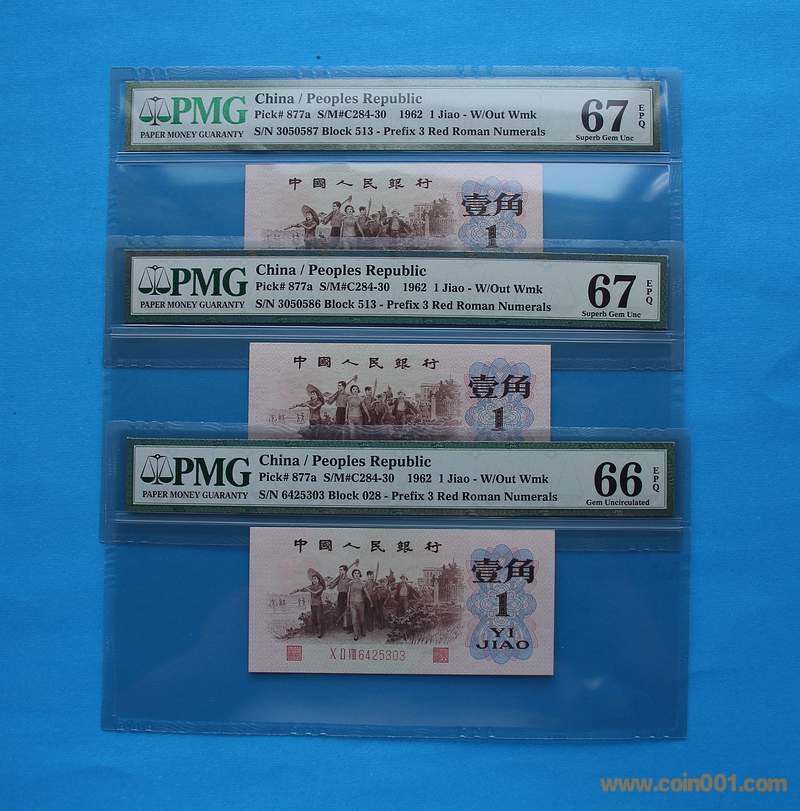 PMG
PAPER MONEY GUARANTY
China / Peoples Republic
Pick# 877a S/M#C284-30 1962 1 Jiao - W/Out Wmk
S/N 3050587 Block 513 - Prefix 3 Red Roman Numerals
67 EPQ
Superb Gem Unc
中國人民銀行
壹角
1
PMG
PAPER MONEY GUARANTY
China / Peoples Republic
Pick# 877a S/M#C284-30 1962 1 Jiao - W/Out Wmk
S/N 3050586 Block 513 - Prefix 3 Red Roman Numerals
67 EPQ
Superb Gem Unc
中國人民銀行
壹角
1
PMG
PAPER MONEY GUARANTY
China / Peoples Republic
Pick# 877a S/M#C284-30 1962 1 Jiao - W/Out Wmk
S/N 6425303 Block 028 - Prefix 3 Red Roman Numerals
66 EPQ
Gem Uncirculated
中國人民銀行
壹角
1
YI
JIAO
X II VIII 6425303
www.coin001.com